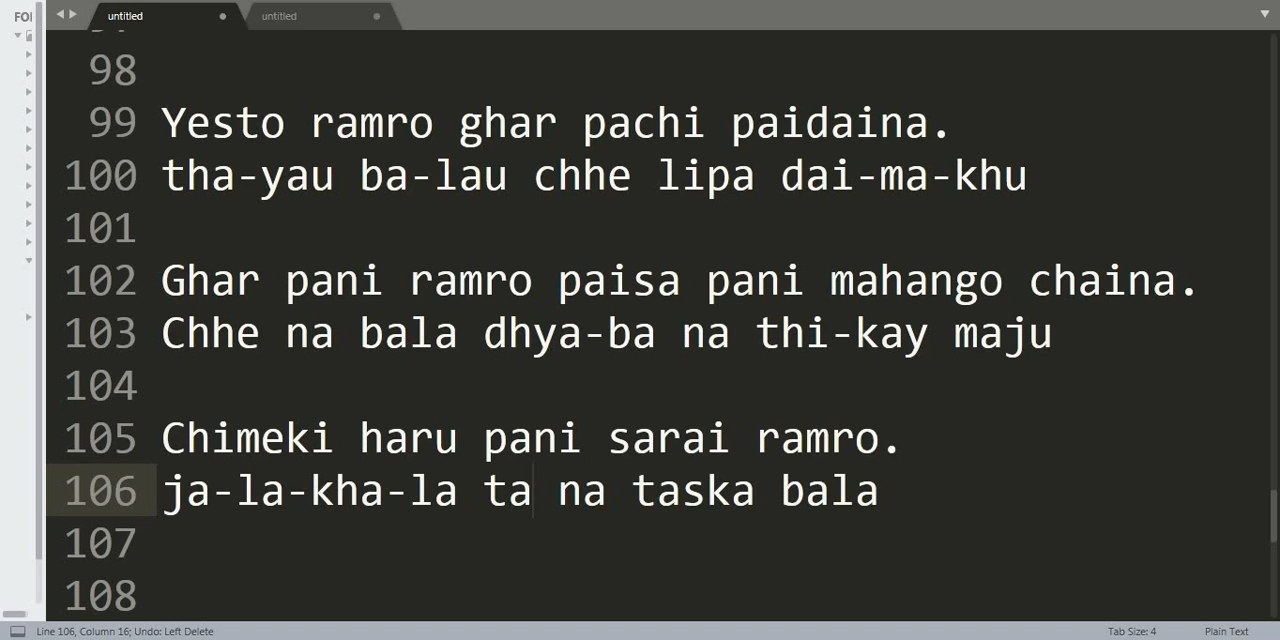 FOI
untitled
untitled
98
99 Yesto ramro ghar pachi paidaina.
100 tha-yau ba-lau chhe lipa dai-ma-khu
101
102 Ghar pani ramro paisa pani mahango chaina.
103 Chhe na bala dhya-ba na thi-kay maju
104
105 Chimeki haru pani sarai ramro.
106 ja-la-kha-la ta na taska bala
107
108
Line 106, Column 16; Undo: Left Delete
Tab Size: 4
Plain Text